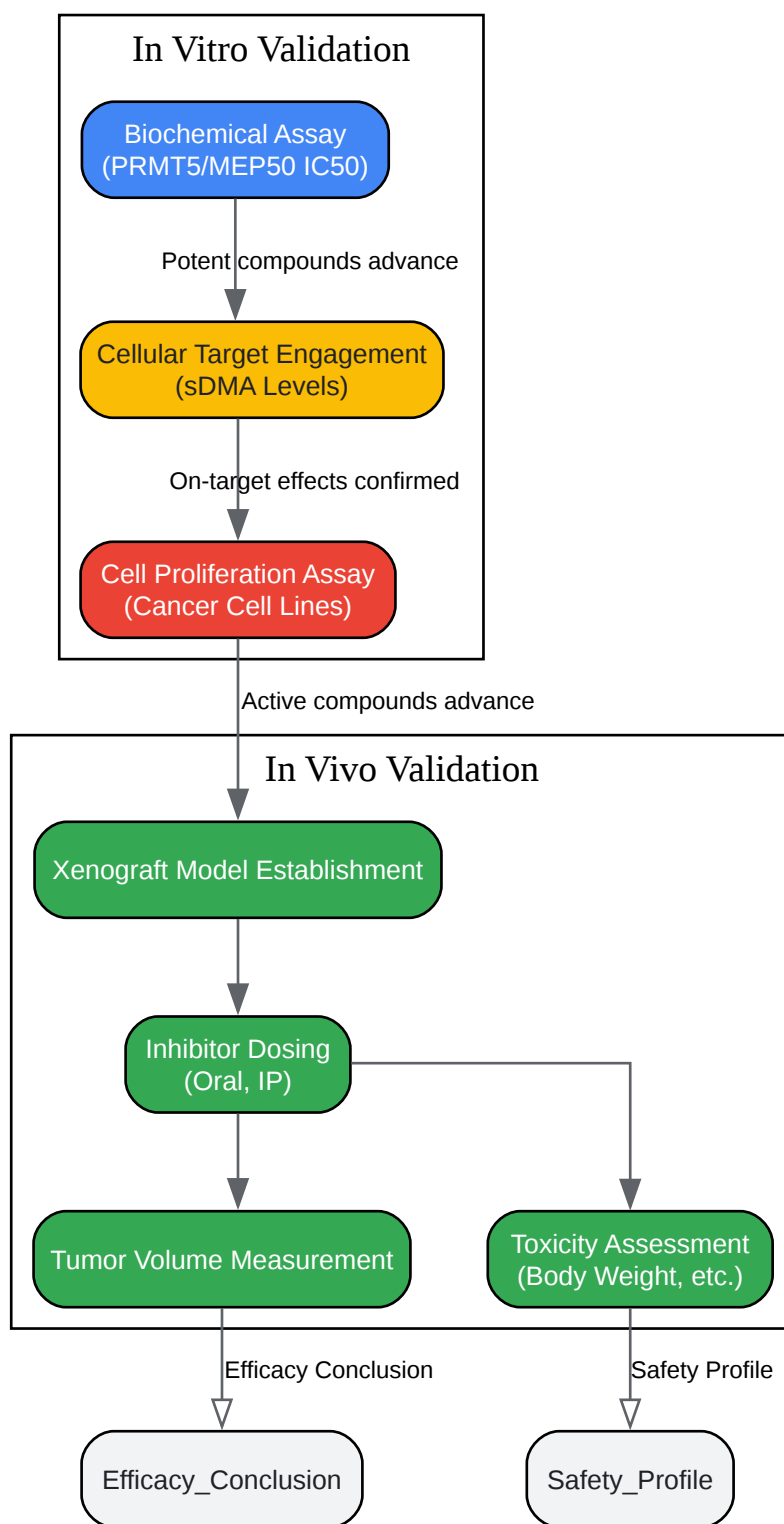 In Vitro Validation
Biochemical Assay
(PRMT5/MEP50 IC50)
Potent compounds advance
Cellular Target Engagement
(sDMA Levels)
On-target effects confirmed
Cell Proliferation Assay
(Cancer Cell Lines)
Active compounds advance
In Vivo Validation
Xenograft Model Establishment
Inhibitor Dosing
(Oral, IP)
Tumor Volume Measurement
Toxicity Assessment
(Body Weight, etc.)
Efficacy Conclusion
Safety Profile
Efficacy_Conclusion
Safety_Profile